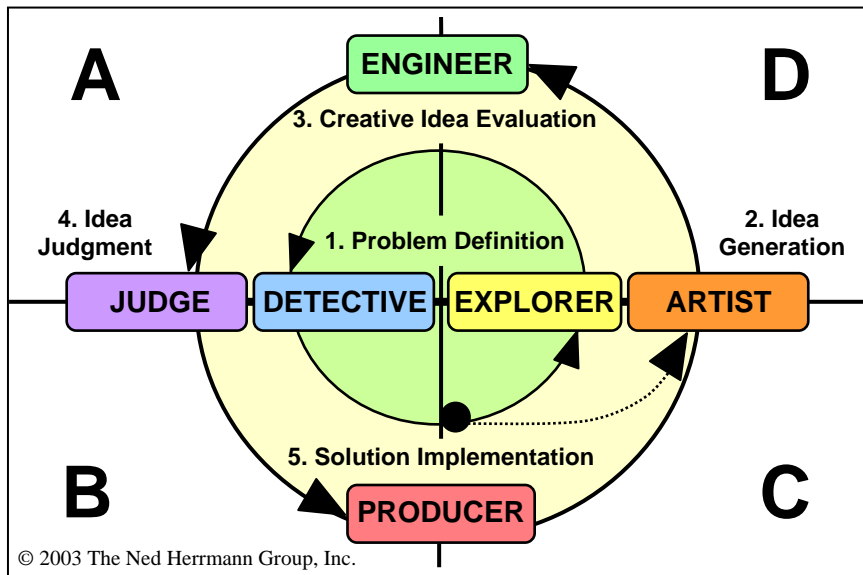 A
ENGINEER
D
3. Creative Idea Evaluation
4. Idea
Judgment
1. Problem Definition
2. Idea
Generation
JUDGE
DETECTIVE
EXPLORER
ARTIST
5. Solution Implementation
B
PRODUCER
C
© 2003 The Ned Herrmann Group, Inc.